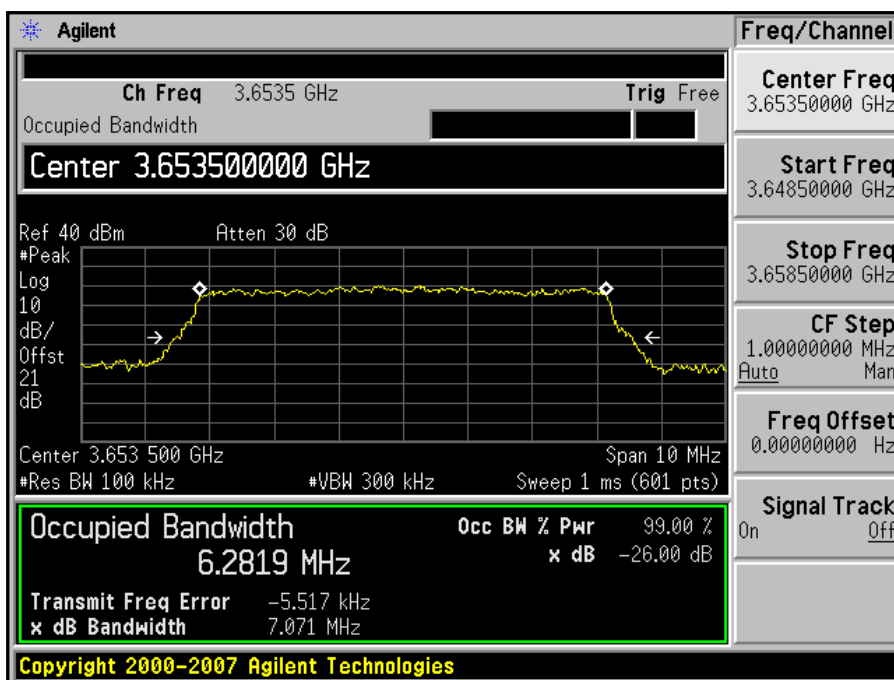 Agilent
Freq/Channel
Ch Freq 3.6535 GHz Trig Free
Occupied Bandwidth
Center 3.653500000 GHz
Ref 40 dBm Atten 30 dB
#Peak
Log
10
dB/
Offst
21
dB
Center 3.653 500 GHz Span 10 MHz
#Res BW 100 kHz #VBW 300 kHz Sweep 1 ms (601 pts)
Occupied Bandwidth Occ BW % Pwr 99.00 %
6.2819 MHz x dB -26.00 dB
Transmit Freq Error -5.517 kHz
x dB Bandwidth 7.071 MHz
Copyright 2000-2007 Agilent Technologies
Center Freq
3.65350000 GHz
Start Freq
3.64850000 GHz
Stop Freq
3.65850000 GHz
CF Step
1.00000000 MHz
Auto Man
Freq Offset
0.00000000 Hz
Signal Track
On Off